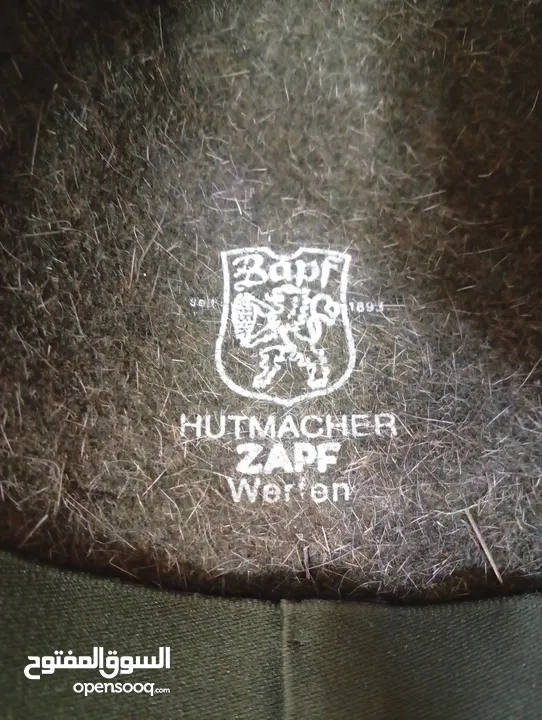 Zapf
seit 1893
HUTMACHER
ZAPF
Werfen
السوق المفتوح
opensooq.com